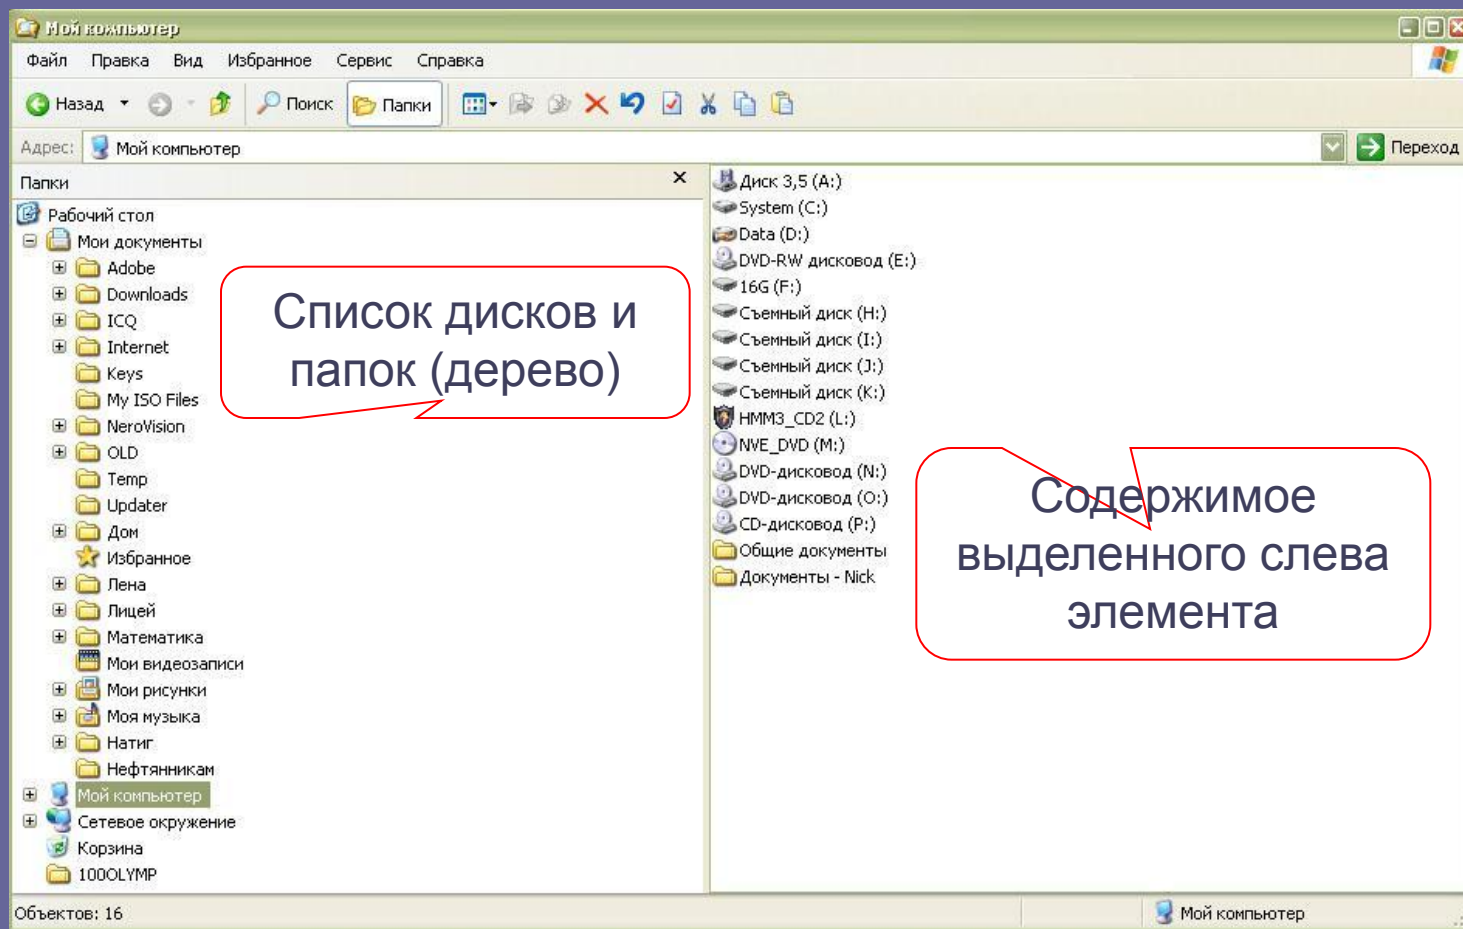 Мой компьютер
Файл Правка Вид Избранное Сервис Справка
Назад Поиск Папки
Адрес: Мой компьютер Переход
Папки
Рабочий стол
Мои документы
Adobe
Downloads
ICQ
Internet
Keys
My ISO Files
NeroVision
OLD
Temp
Updater
Дом
Избранное
Лена
Лицей
Математика
Мои видеозаписи
Мои рисунки
Моя музыка
Натиг
Нефтянникам
Мой компьютер
Сетевое окружение
Корзина
100OLYMP
Список дисков и
папок (дерево)
Диск 3,5 (A:)
System (C:)
Data (D:)
DVD-RW дисковод (E:)
16G (F:)
Съемный диск (H:)
Съемный диск (I:)
Съемный диск (J:)
Съемный диск (K:)
HMM3_CD2 (L:)
NVE_DVD (M:)
DVD-дисковод (N:)
DVD-дисковод (O:)
CD-дисковод (P:)
Общие документы
Документы - Nick
Содержимое
выделенного слева
элемента
Объектов: 16 Мой компьютер